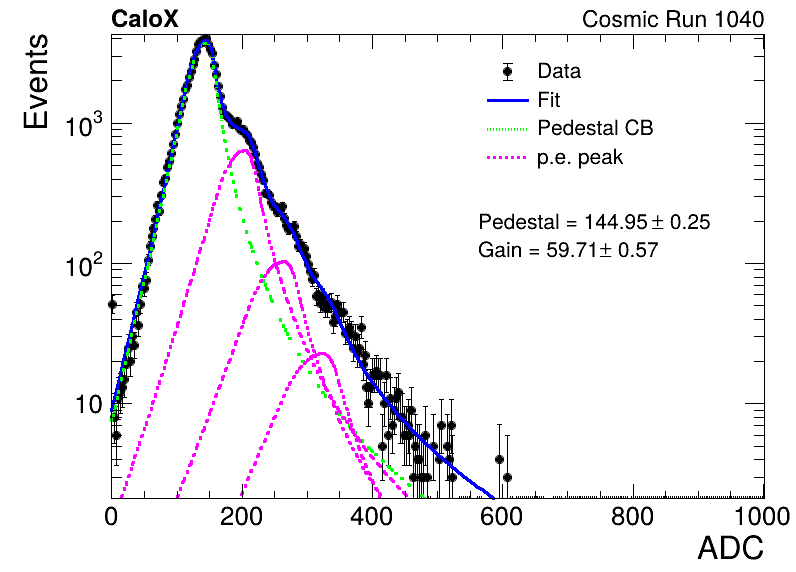 CaloX Cosmic Run 1040
Events
Data
Fit
Pedestal CB
p.e. peak
Pedestal = 144.95 ± 0.25
Gain = 59.71 ± 0.57
10³
10²
10
0 200 400 600 800 1000
ADC